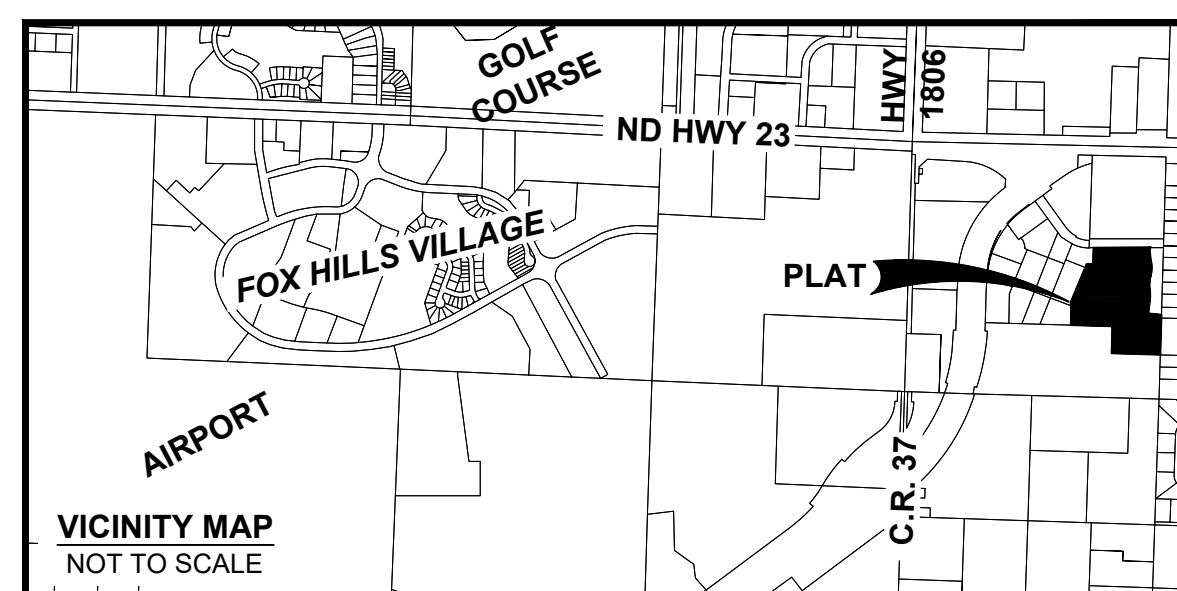 GOLF
COURSE
HWY
1806
ND HWY 23
FOX HILLS VILLAGE
PLAT
AIRPORT
C.R. 37
VICINITY MAP
NOT TO SCALE